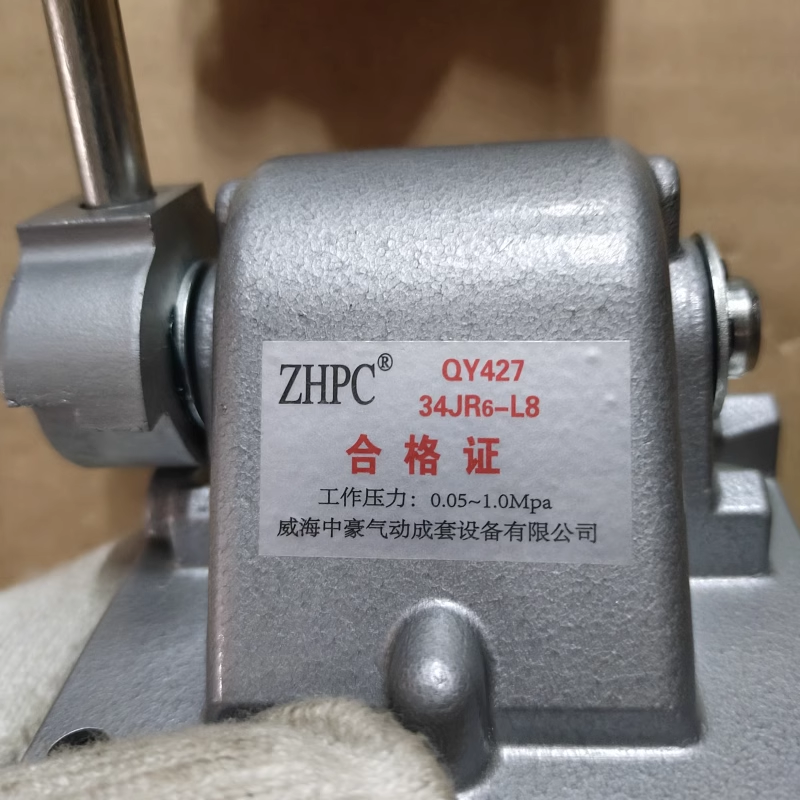 ZHPC® QY427
34JR6-L8
合格证
工作压力: 0.05~1.0Mpa
威海中豪气动成套设备有限公司